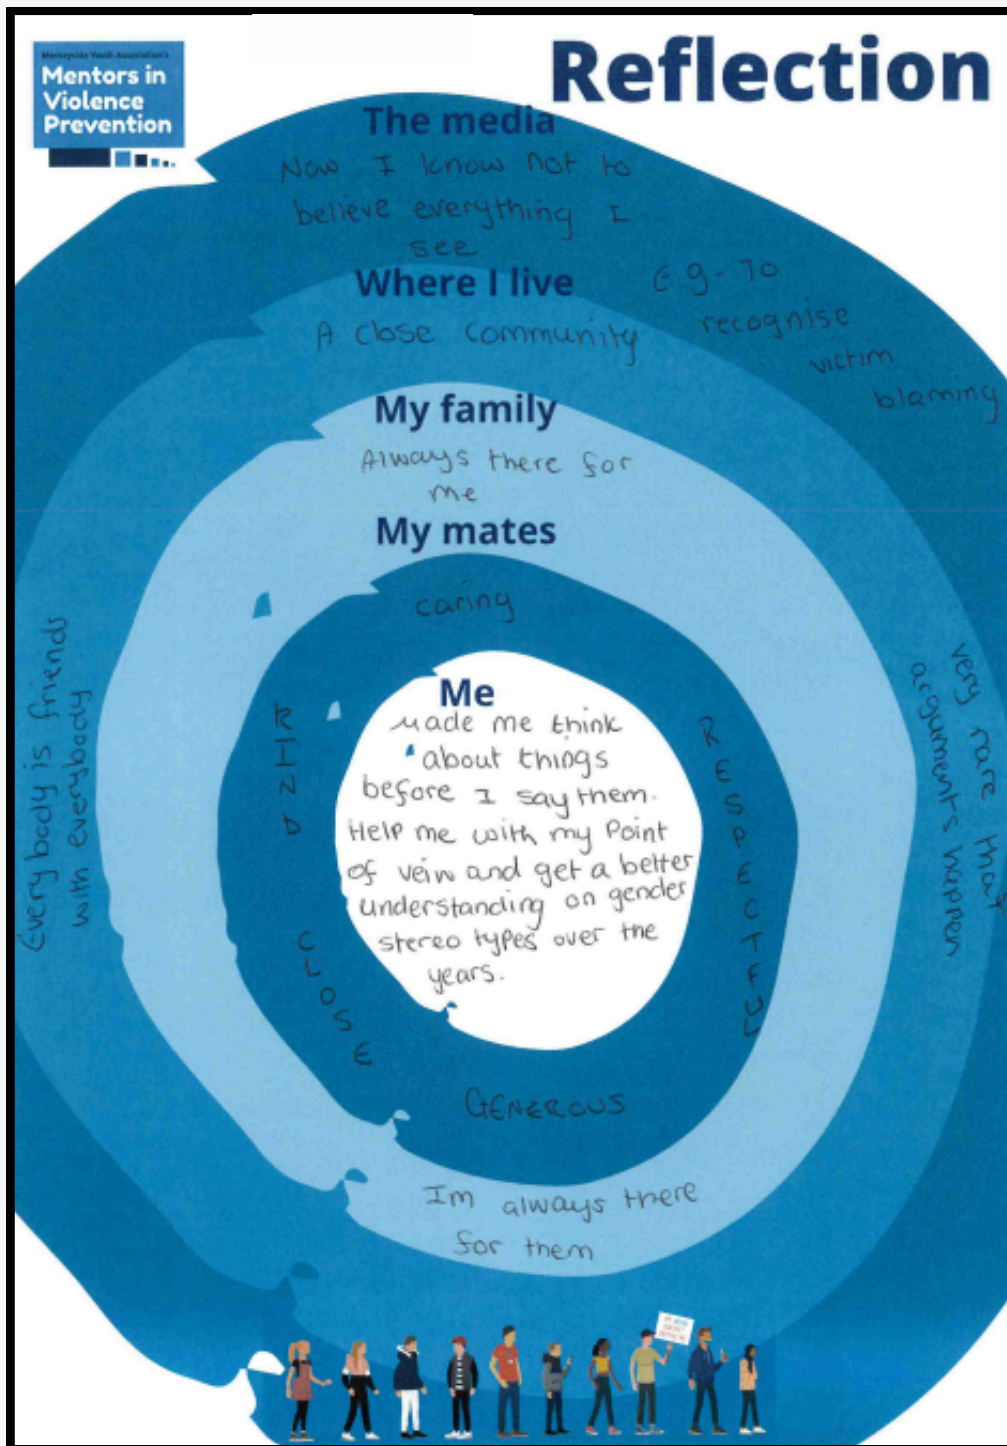 Merseyside Youth Association's
Mentors in
Violence
Prevention
Reflection
The media
Now I know not to
believe everything I
see
Eg-To
recognise
victim
blaming
Where I live
A close community
Every body is friends
with everybody
very rare that
arguments happen
My family
Always there for
me
Im always there
for them
My mates
caring
KIND
CLOSE
RESPECTFUL
GENEROUS
Me
Made me think
about things
before I say them.
Help me with my Point
of vein and get a better
understanding on gender
stereo types over the
years.